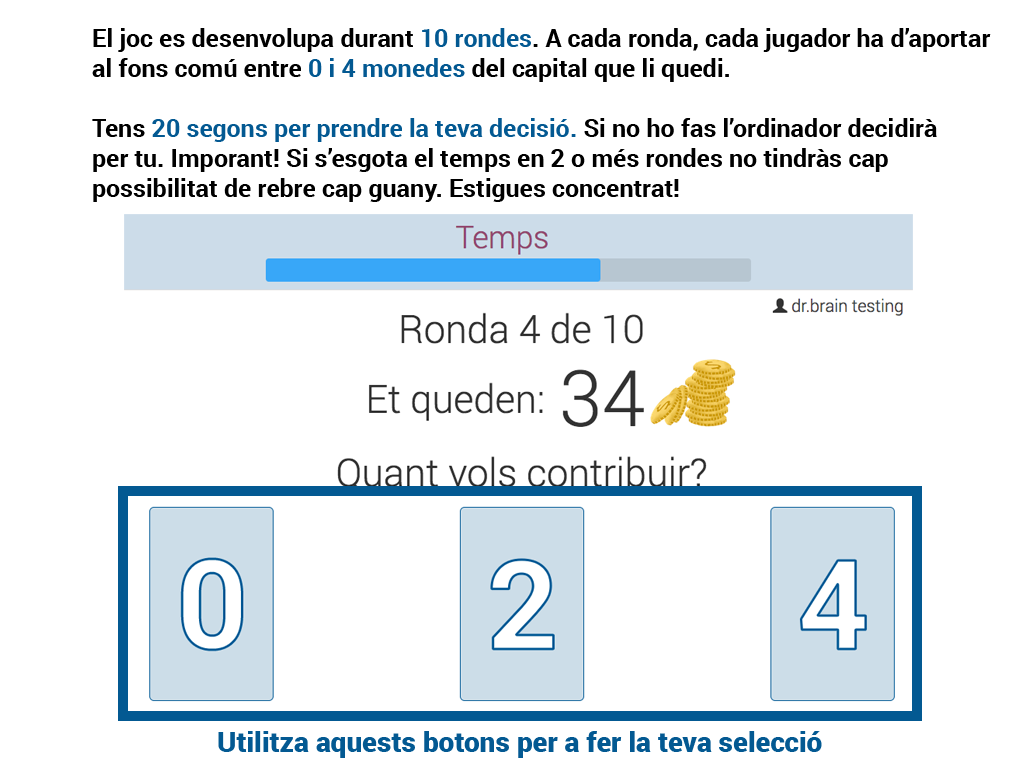 El joc es desenvolupa durant 10 rondes. A cada ronda, cada jugador ha d’aportar
al fons comú entre 0 i 4 monedes del capital que li quedi.
Tens 20 segons per prendre la teva decisió. Si no ho fas l’ordinador decidirà
per tu. Imporant! Si s’esgota el temps en 2 o més rondes no tindràs cap
possibilitat de rebre cap guany. Estigues concentrat!
Temps
dr.brain testing
Ronda 4 de 10
Et queden: 34
Quant vols contribuir?
0 2 4
Utilitza aquests botons per a fer la teva selecció